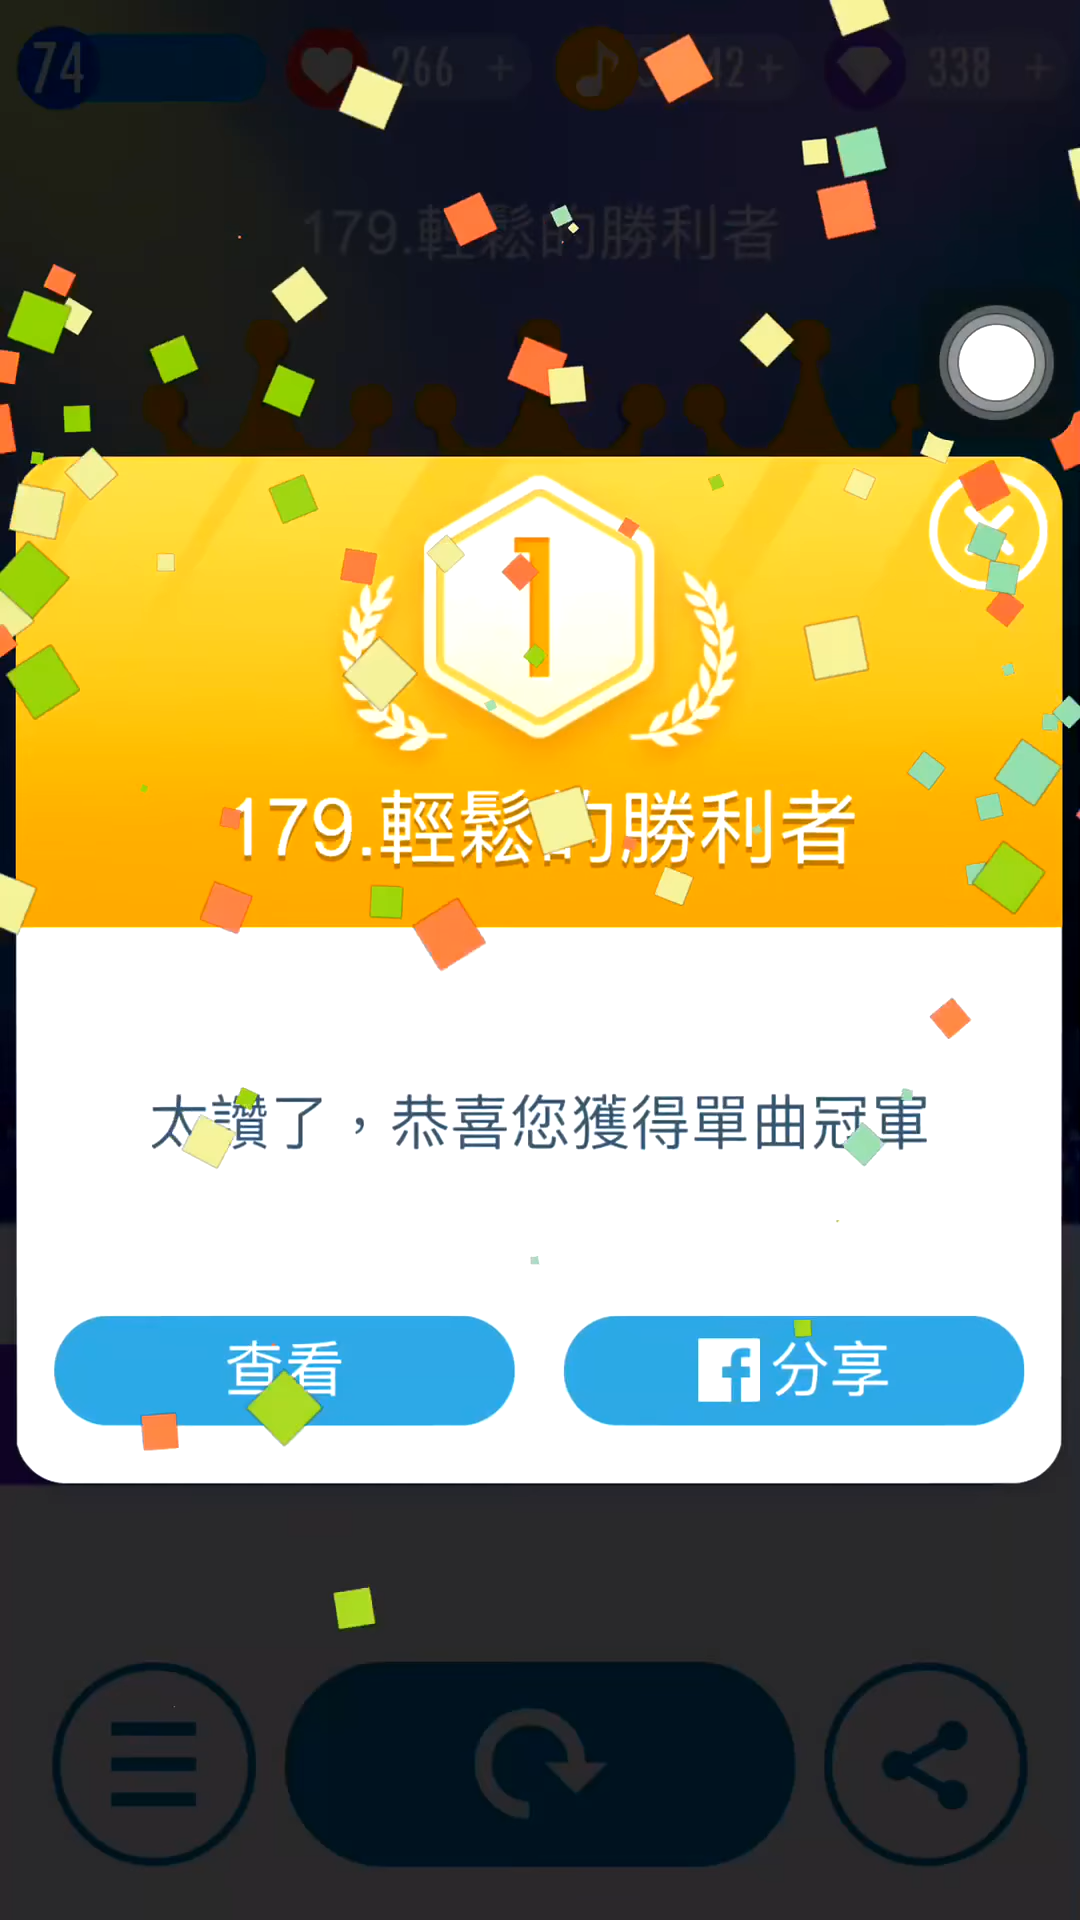 74
266 +
+
338 +
179.輕鬆的勝利者
1
179.輕鬆的勝利者
太讚了，恭喜您獲得單曲冠軍
查看
分享